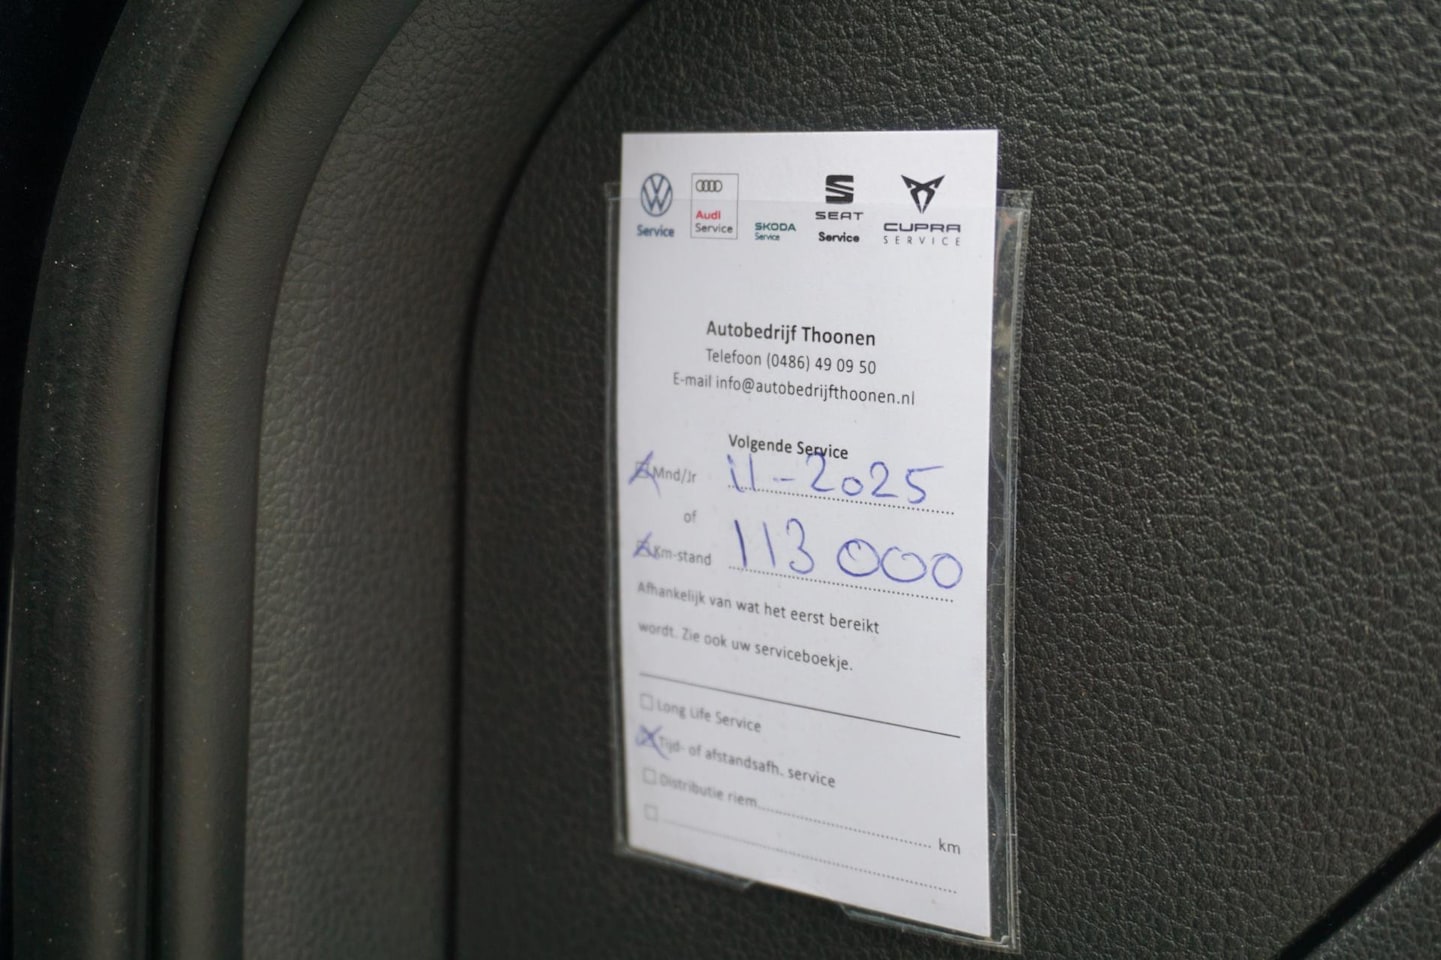 Service
Audi
Service
SKODA
Service
SEAT
Service
CUPRA
SERVICE
Autobedrijf Thoonen
Telefoon (0486) 49 09 50
E-mail info@autobedrijfthoonen.nl
Volgende Service
Mnd/Jr 11-2025
of
Km-stand 113 000
Afhankelijk van wat het eerst bereikt
wordt. Zie ook uw serviceboekje.
Long Life Service
Tijd- of afstandsafh. service
Distributie riem.................................... km